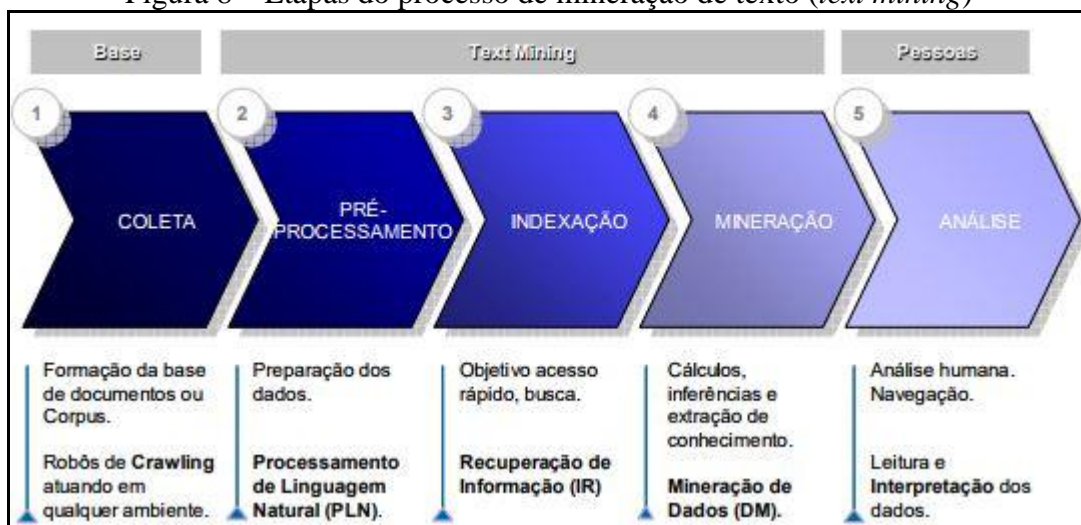 Figura 8 – Etapas do processo de mineração de texto (text mining)
Base
Text Mining
Pessoas
1
2
3
4
5
COLETA
PRÉ-
PROCESSAMENTO
INDEXAÇÃO
MINERAÇÃO
ANÁLISE
Formação da base
de documentos ou
Corpus.
Robôs de Crawling
atuando em
qualquer ambiente.
Preparação dos
dados.
Processamento
de Linguagem
Natural (PLN).
Objetivo acesso
rápido, busca.
Recuperação de
Informação (IR)
Cálculos,
inferências e
extração de
conhecimento.
Mineração de
Dados (DM).
Análise humana.
Navegação.
Leitura e
Interpretação dos
dados.